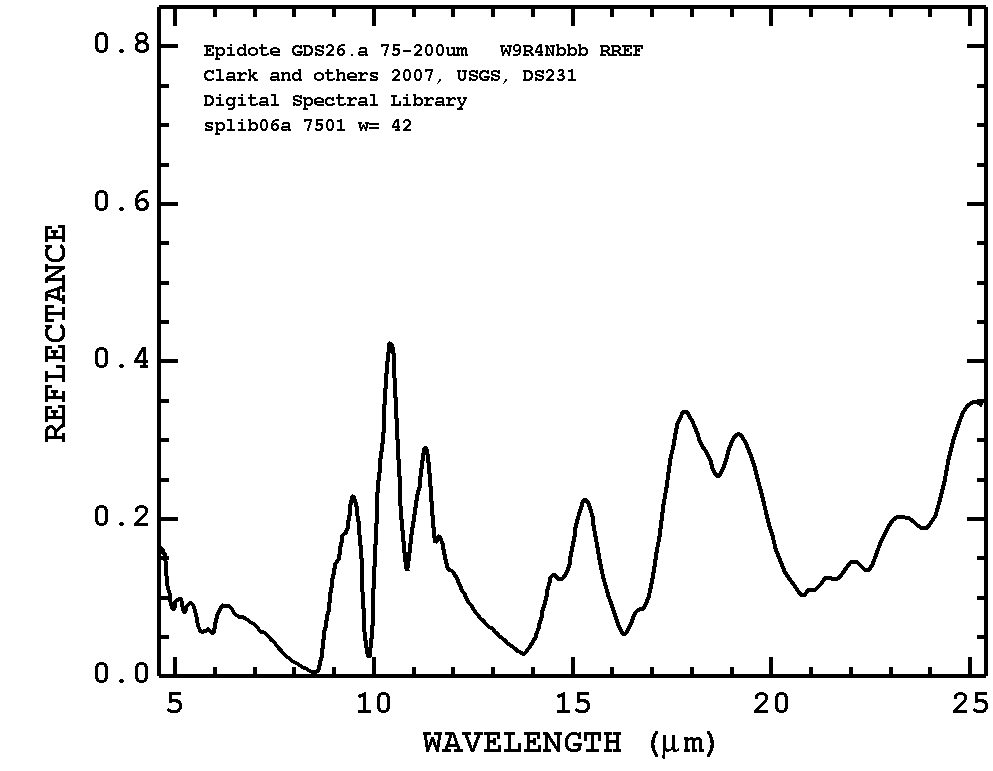 Epidote GDS26.a 75-200um W9R4Nbbb RREF
Clark and others 2007, USGS, DS231
Digital Spectral Library
splib06a 7501 w= 42
REFLECTANCE
0.8
0.6
0.4
0.2
0.0
5 10 15 20 25
WAVELENGTH (μm)